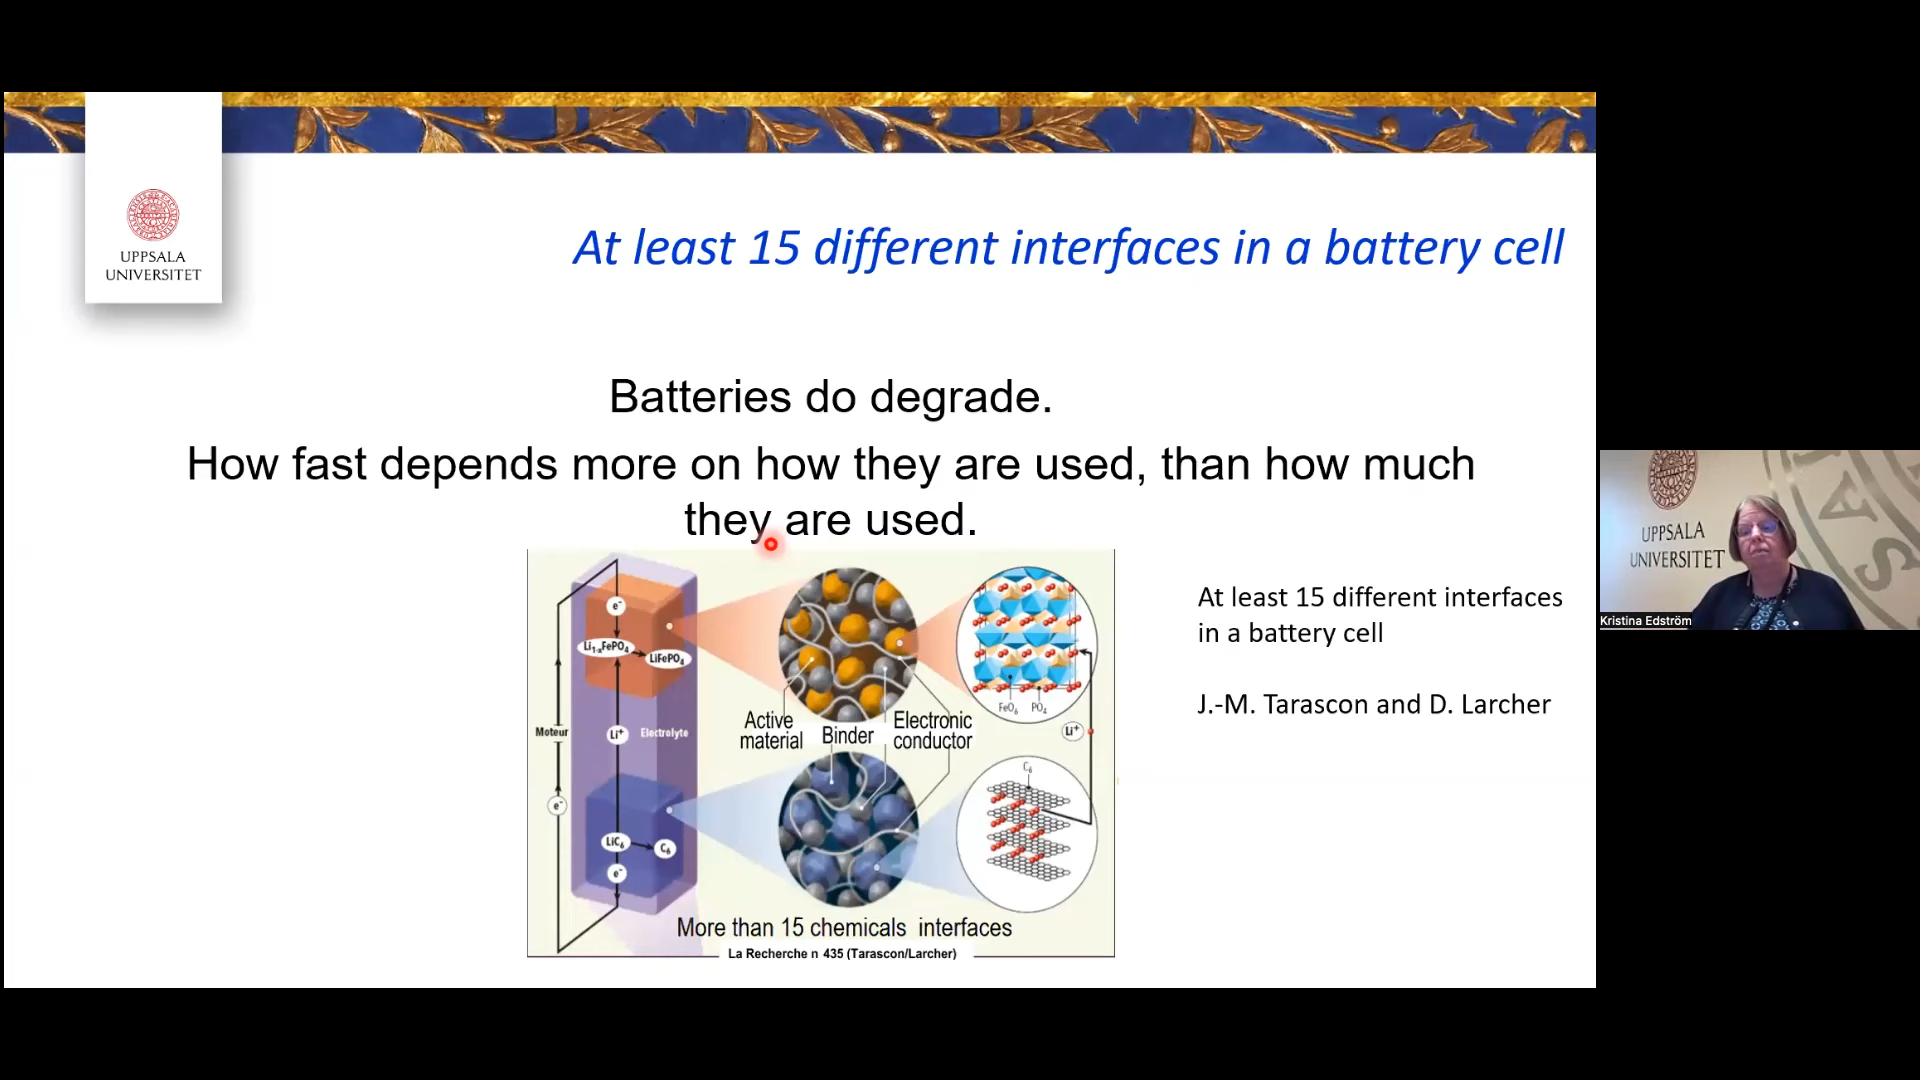 UPPSALA
UNIVERSITET
At least 15 different interfaces in a battery cell
Batteries do degrade.
How fast depends more on how they are used, than how much
they are used.
e⁻
Li₁₋ₓFePO₄
LiFePO₄
Moteur
Li⁺
Electrolyte
e⁻
LiC₆
C₆
e⁻
Active
material
Binder
Electronic
conductor
FeO₆
PO₄
Li⁺
C₆
More than 15 chemicals interfaces
La Recherche n 435 (Tarascon/Larcher)
At least 15 different interfaces
in a battery cell
J.-M. Tarascon and D. Larcher
UPPSALA
UNIVERSITET
Kristina Edström